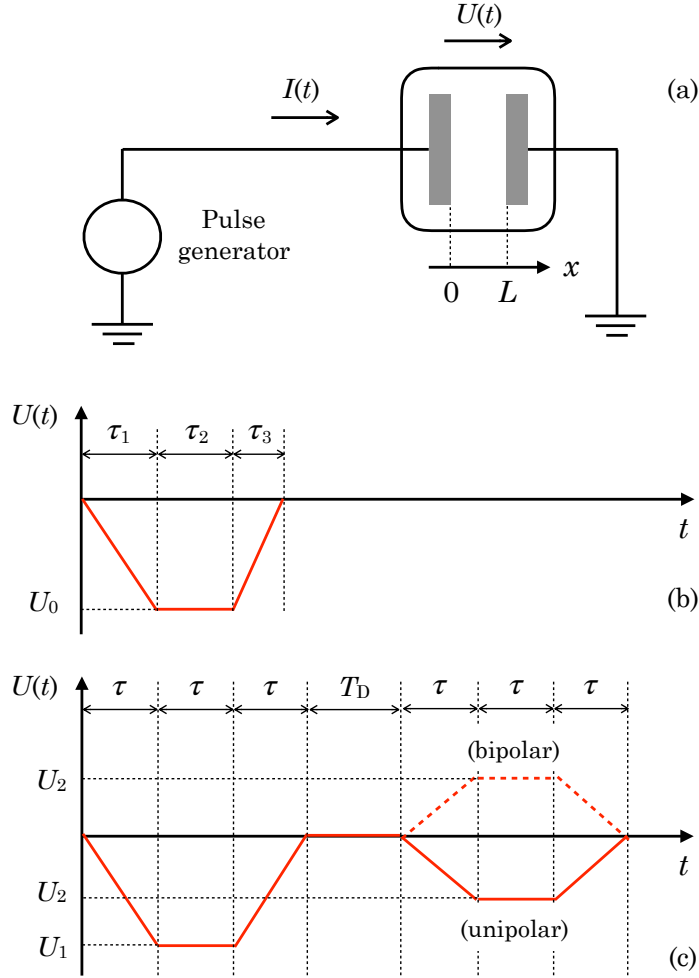 U(t)
I(t)
(a)
Pulse
generator
x
0 L
U(t)
τ1 τ2 τ3
t
U0
(b)
U(t)
τ τ τ TD τ τ τ
(bipolar)
U2
t
U2
(unipolar)
U1
(c)